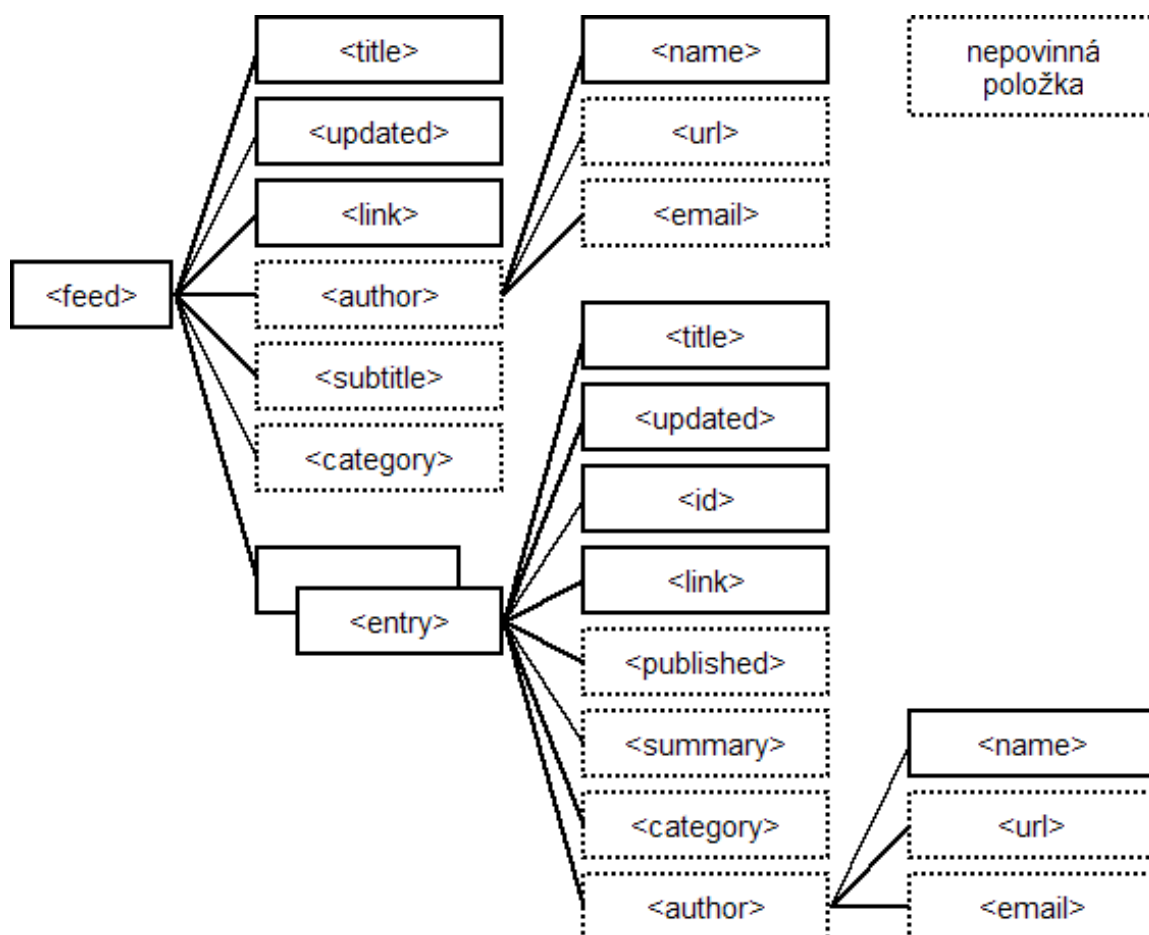 <title>
<name>
nepovinná
položka
<updated>
<url>
<link>
<email>
<feed>
<author>
<title>
<subtitle>
<updated>
<category>
<id>
<link>
<entry>
<published>
<summary>
<name>
<category>
<url>
<author>
<email>